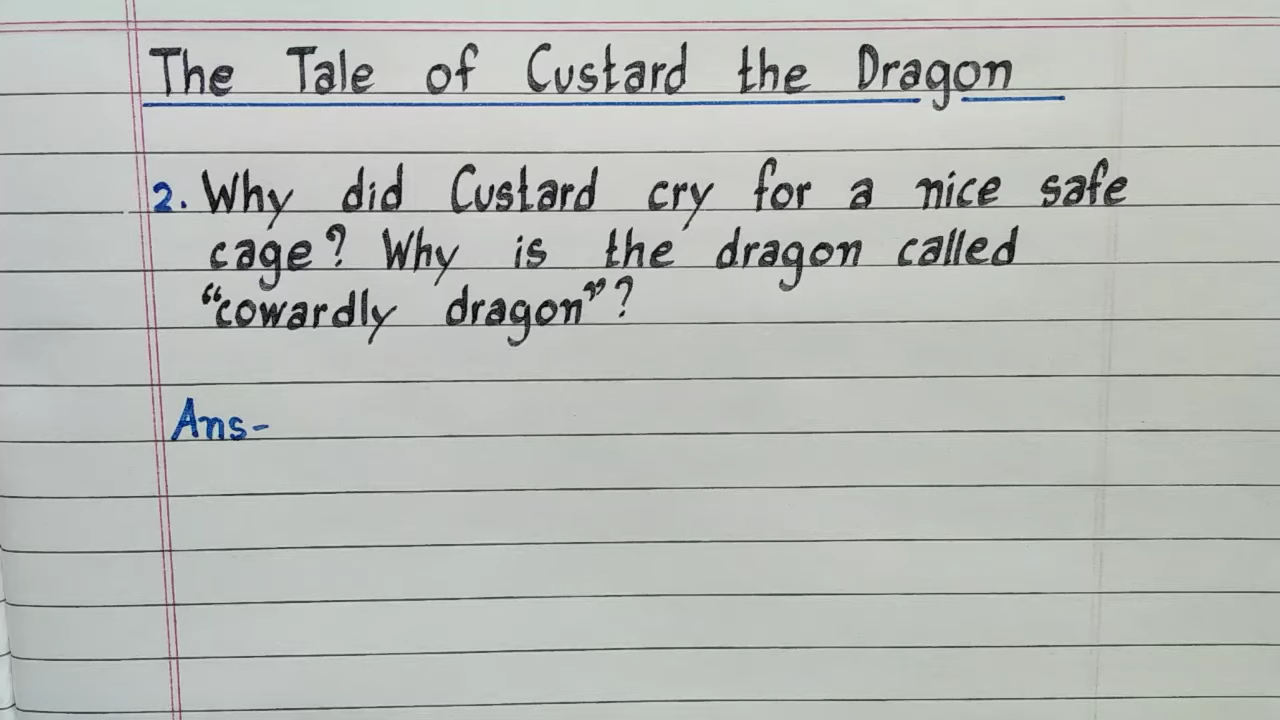 The Tale of Custard the Dragon
2. Why did Custard cry for a nice safe
cage? Why is the dragon called
“cowardly dragon”?
Ans-